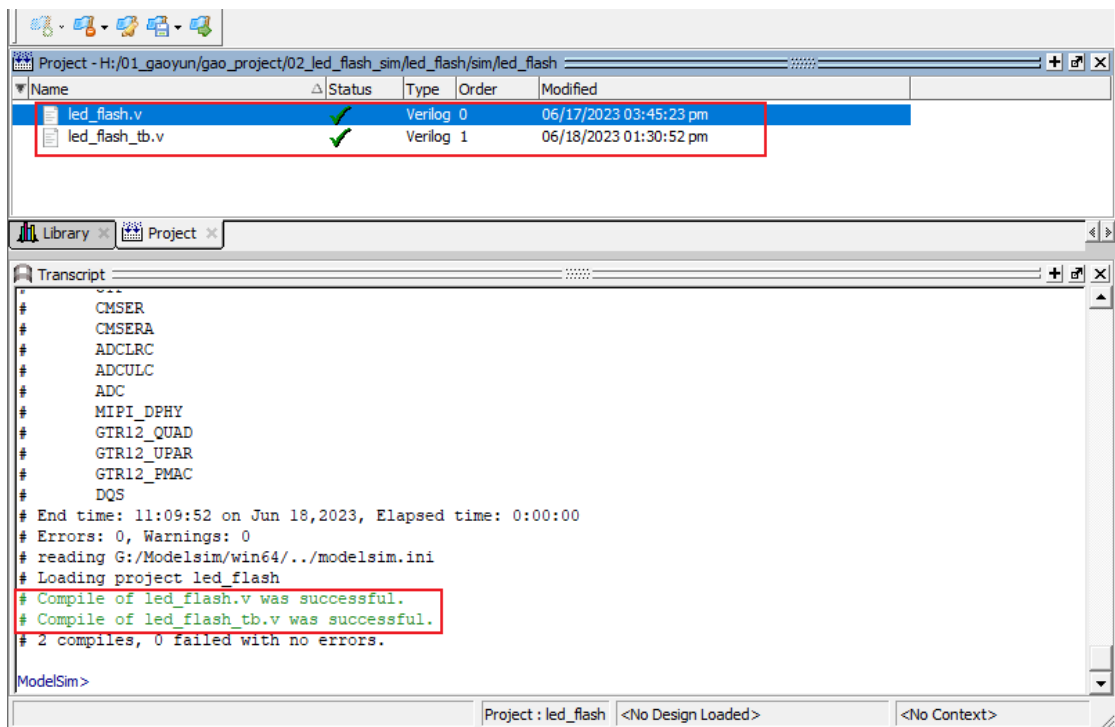 Project - H:/01_gaoyun/gao_project/02_led_flash_sim/led_flash/sim/led_flash
Name Status Type Order Modified
led_flash.v Verilog 0 06/17/2023 03:45:23 pm
led_flash_tb.v Verilog 1 06/18/2023 01:30:52 pm
Library Project
Transcript
#
# CMSER
# CMSERA
# ADCLRC
# ADCULC
# ADC
# MIPI_DPHY
# GTR12_QUAD
# GTR12_UPAR
# GTR12_PMAC
# DQS
# End time: 11:09:52 on Jun 18,2023, Elapsed time: 0:00:00
# Errors: 0, Warnings: 0
# reading G:/Modelsim/win64/../modelsim.ini
# Loading project led_flash
# Compile of led_flash.v was successful.
# Compile of led_flash_tb.v was successful.
# 2 compiles, 0 failed with no errors.
ModelSim>
Project : led_flash <No Design Loaded> <No Context>